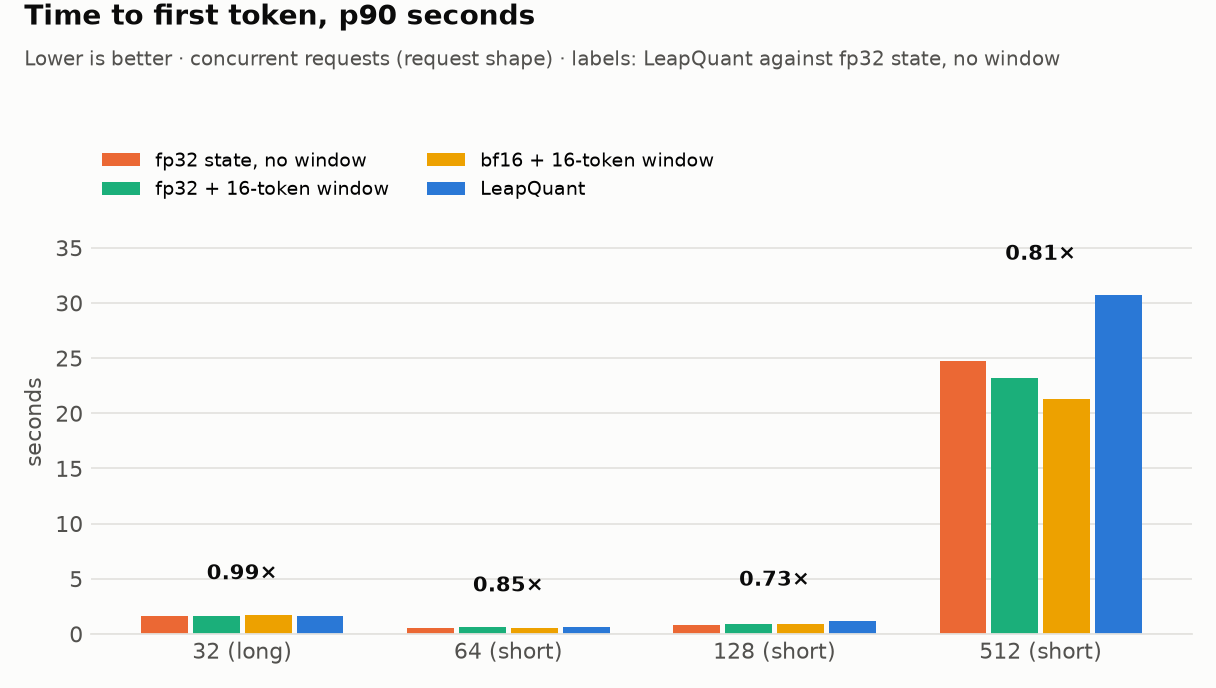 Time to first token, p90 seconds
Lower is better · concurrent requests (request shape) · labels: LeapQuant against fp32 state, no window
fp32 state, no window
bf16 + 16-token window
fp32 + 16-token window
LeapQuant
seconds
35
30
25
20
15
10
5
0
0.99×
0.85×
0.73×
0.81×
32 (long)
64 (short)
128 (short)
512 (short)